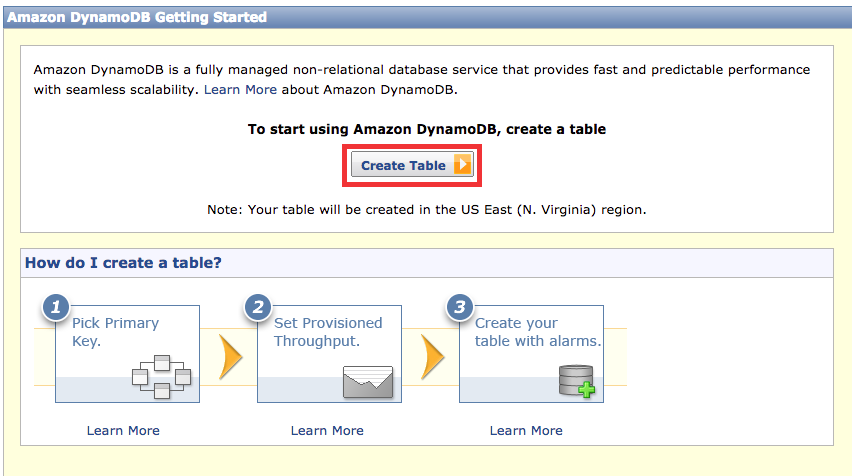 Amazon DynamoDB Getting Started
Amazon DynamoDB is a fully managed non-relational database service that provides fast and predictable performance
with seamless scalability. Learn More about Amazon DynamoDB.
To start using Amazon DynamoDB, create a table
Create Table
Note: Your table will be created in the US East (N. Virginia) region.
How do I create a table?
1
Pick Primary
Key.
Learn More
2
Set Provisioned
Throughput.
Learn More
3
Create your
table with alarms.
Learn More